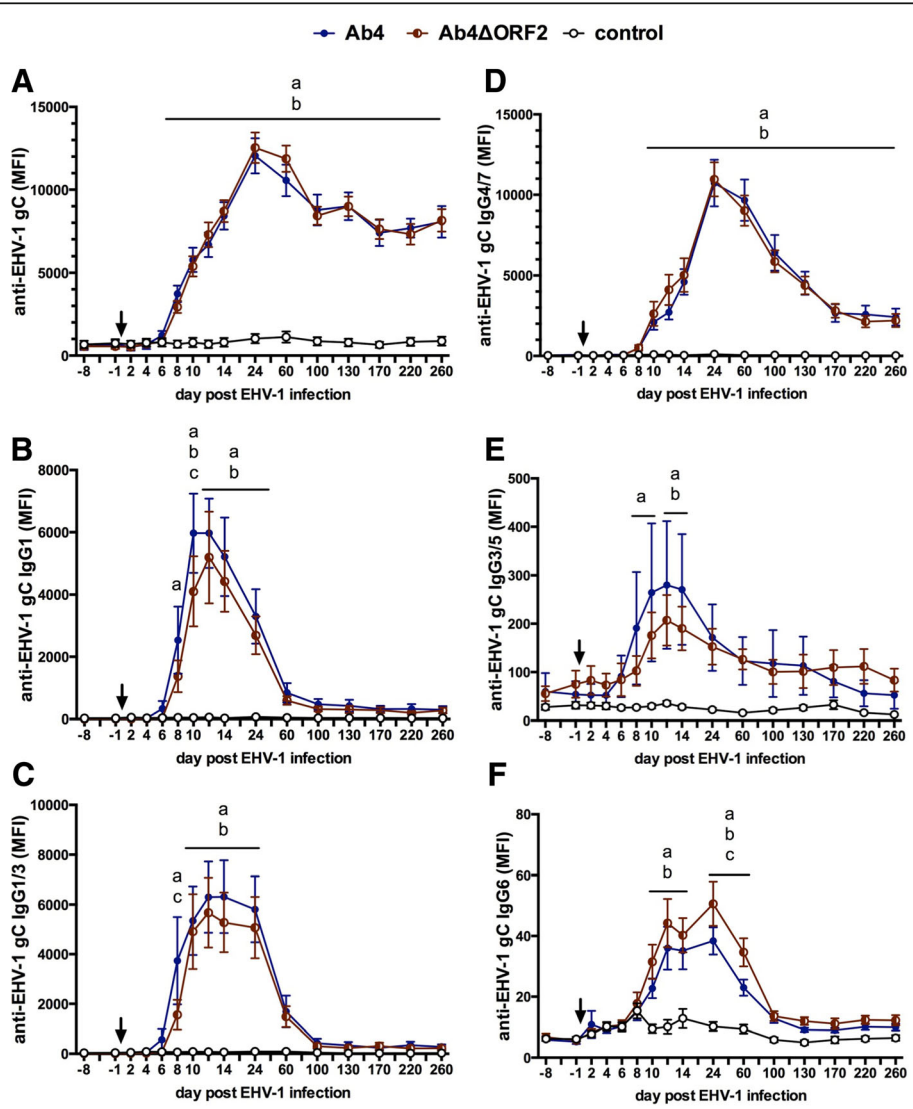 Ab4 Ab4ΔORF2 control
A
a
b
15000
10000
5000
0
anti-EHV-1 gC (MFI)
-8 -1 2 4 6 8 10 14 24 60 100 130 170 220 260
day post EHV-1 infection
B
a
b
c
a
b
a
8000
6000
4000
2000
0
anti-EHV-1 gC IgG1 (MFI)
-8 -1 2 4 6 8 10 14 24 60 100 130 170 220 260
day post EHV-1 infection
C
a
b
a
c
10000
8000
6000
4000
2000
0
anti-EHV-1 gC IgG1/3 (MFI)
-8 -1 2 4 6 8 10 14 24 60 100 130 170 220 260
day post EHV-1 infection
D
a
b
15000
10000
5000
0
anti-EHV-1 gC IgG4/7 (MFI)
-8 -1 2 4 6 8 10 14 24 60 100 130 170 220 260
day post EHV-1 infection
E
a
a
b
500
400
300
200
100
0
anti-EHV-1 gC IgG3/5 (MFI)
-8 -1 2 4 6 8 10 14 24 60 100 130 170 220 260
day post EHV-1 infection
F
a
b
a
b
c
80
60
40
20
0
anti-EHV-1 gC IgG6 (MFI)
-8 -1 2 4 6 8 10 14 24 60 100 130 170 220 260
day post EHV-1 infection